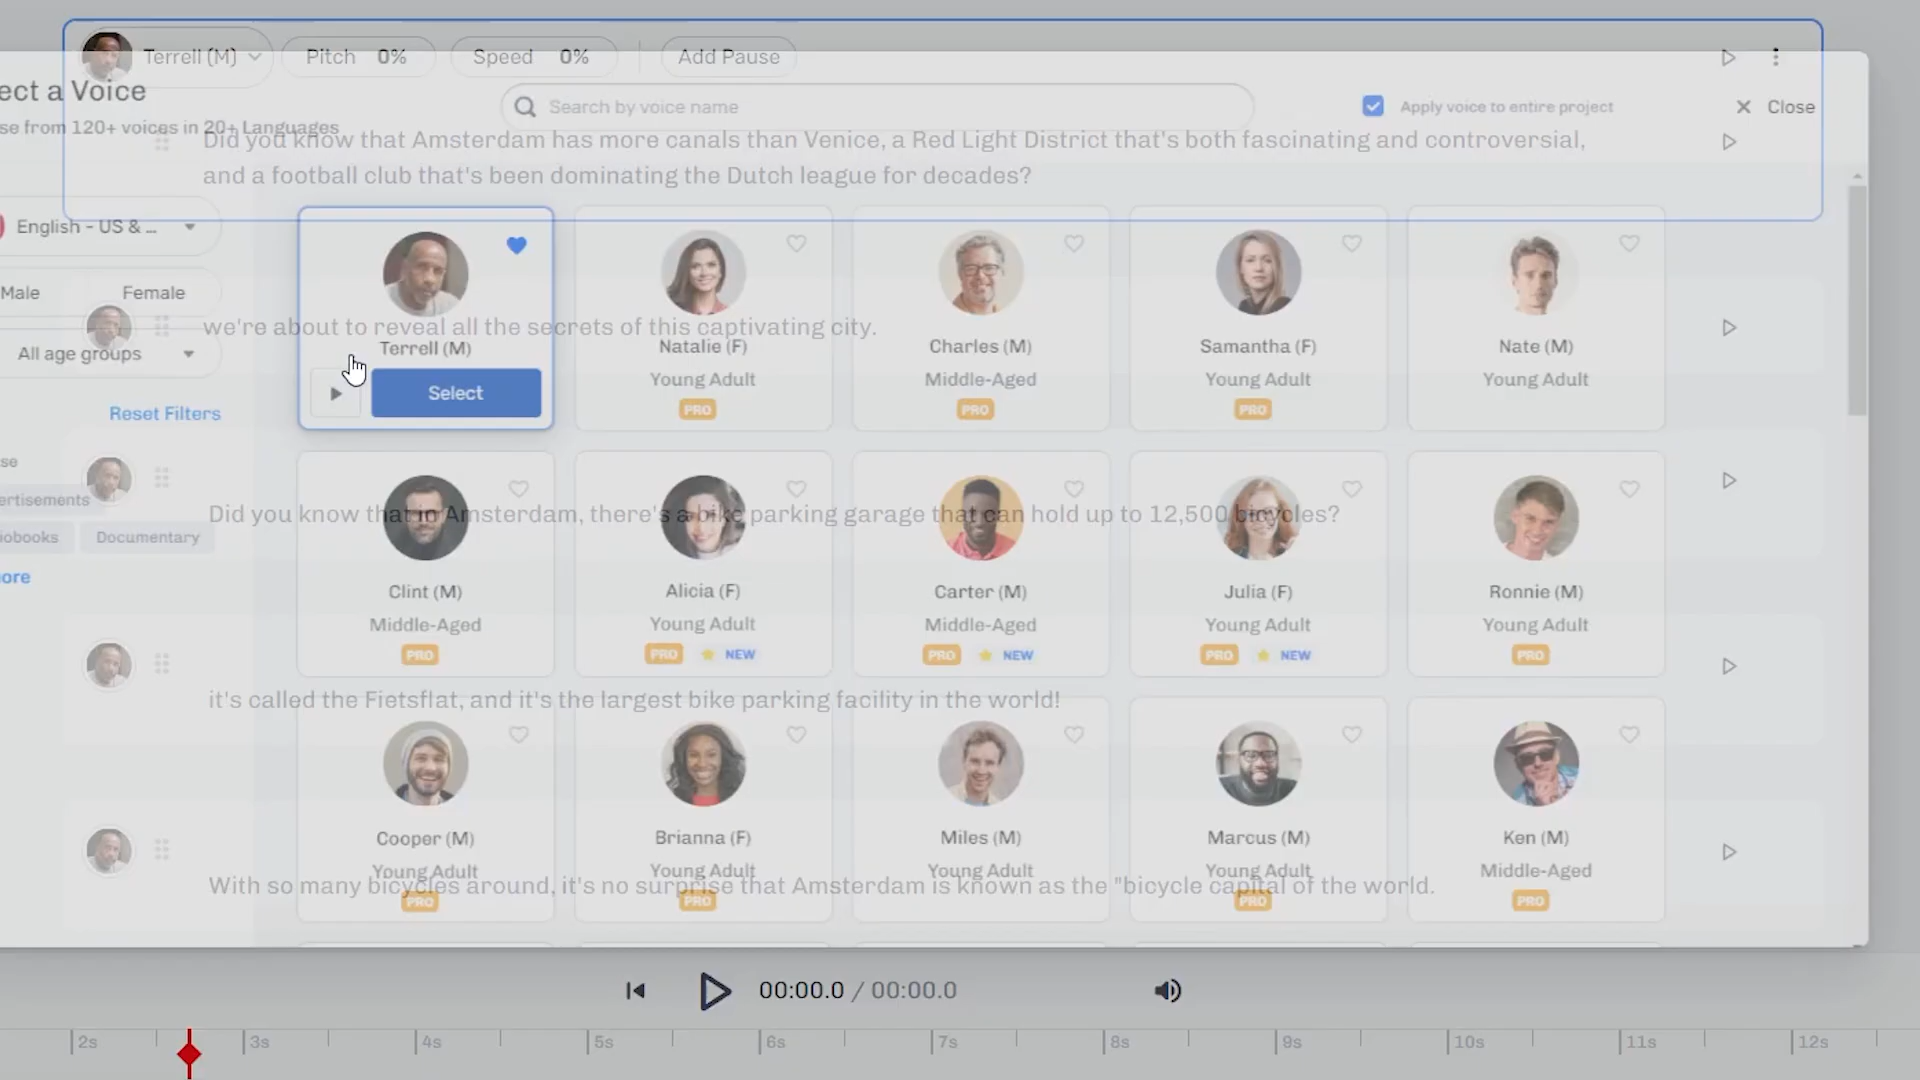 Terrell (M)
Pitch 0%
Speed 0%
Add Pause
ect a Voice
se from 120+ voices in 20+ Languages
Search by voice name
Apply voice to entire project
Close
Did you know that Amsterdam has more canals than Venice, a Red Light District that's both fascinating and controversial,
and a football club that's been dominating the Dutch league for decades?
English - US & ...
Male
Female
All age groups
Reset Filters
se
ertisements
iobooks
Documentary
ore
we're about to reveal all the secrets of this captivating city.
Terrell (M)
Select
Natalie (F)
Young Adult
PRO
Charles (M)
Middle-Aged
PRO
Samantha (F)
Young Adult
PRO
Nate (M)
Young Adult
Did you know that in Amsterdam, there's a bike parking garage that can hold up to 12,500 bicycles?
Clint (M)
Middle-Aged
PRO
Alicia (F)
Young Adult
PRO NEW
Carter (M)
Middle-Aged
PRO NEW
Julia (F)
Young Adult
PRO NEW
Ronnie (M)
Young Adult
PRO
it's called the Fietsflat, and it's the largest bike parking facility in the world!
Cooper (M)
Young Adult
PRO
Brianna (F)
Young Adult
PRO
Miles (M)
Young Adult
Marcus (M)
Young Adult
PRO
Ken (M)
Middle-Aged
PRO
With so many bicycles around, it's no surprise that Amsterdam is known as the "bicycle capital of the world.
00:00.0 / 00:00.0
2s 3s 4s 5s 6s 7s 8s 9s 10s 11s 12s